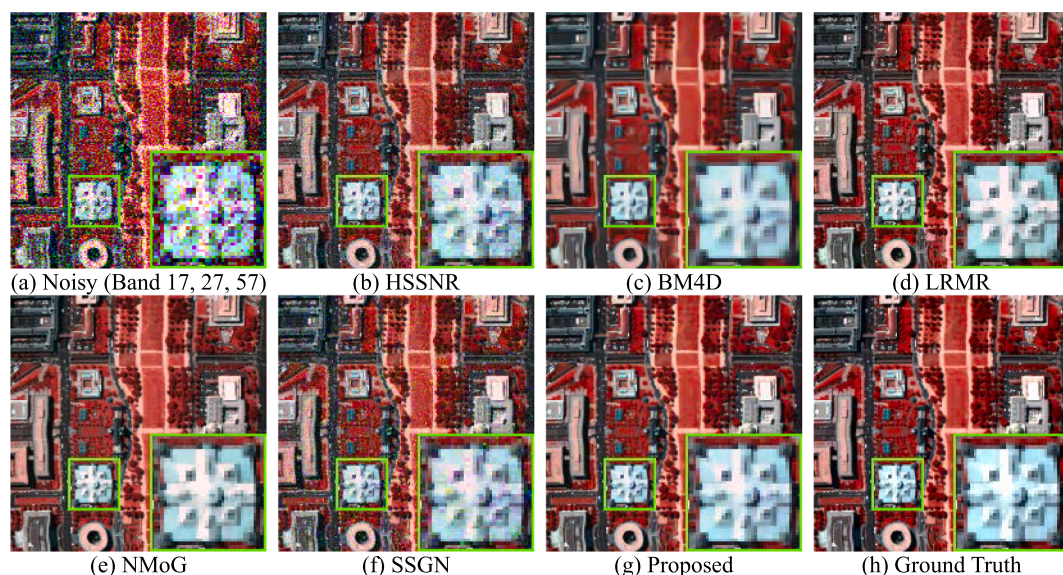 (a) Noisy (Band 17, 27, 57)
(b) HSSNR
(c) BM4D
(d) LRMR
(e) NMoG
(f) SSGN
(g) Proposed
(h) Ground Truth